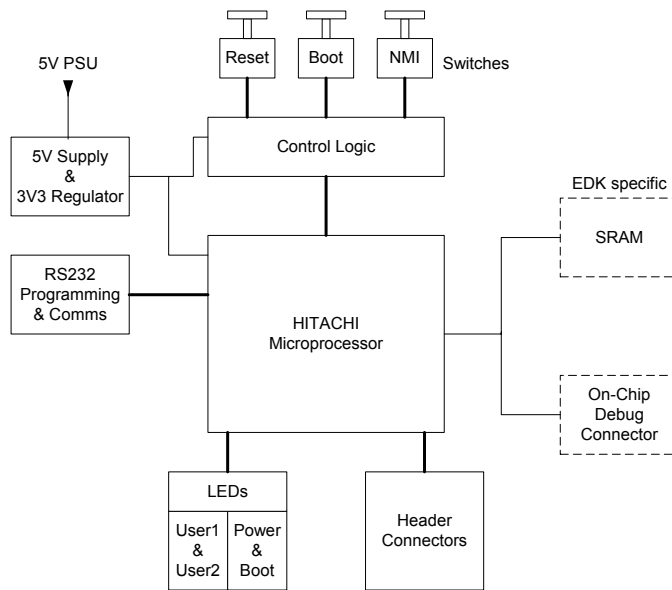 Reset
Boot
NMI
Switches
5V PSU
5V Supply
&
3V3 Regulator
Control Logic
EDK specific
SRAM
RS232
Programming
& Comms
HITACHI
Microprocessor
On-Chip
Debug
Connector
LEDs
User1
&
User2
Power
&
Boot
Header
Connectors